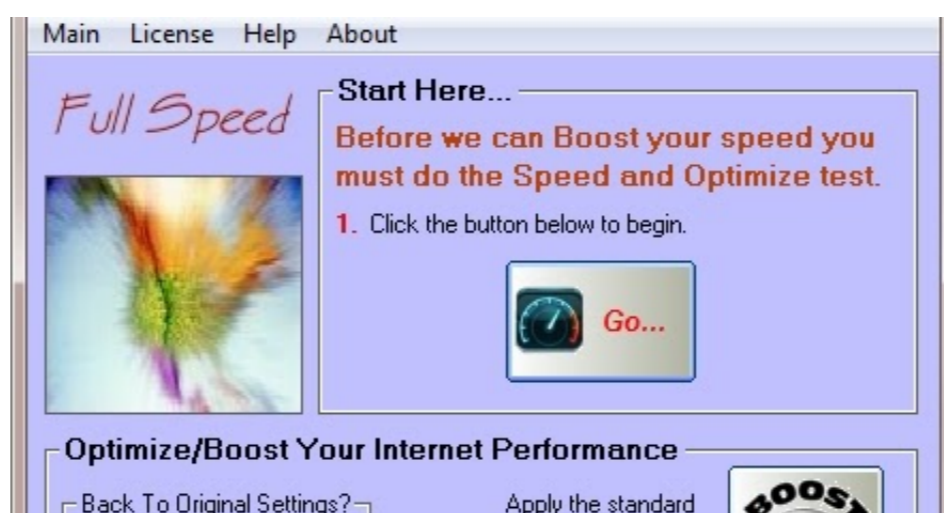 Main License Help About
Full Speed
Start Here...
Before we can Boost your speed you
must do the Speed and Optimize test.
1. Click the button below to begin.
Go...
Optimize/Boost Your Internet Performance
Back To Original Settings?
Apply the standard
BOOST